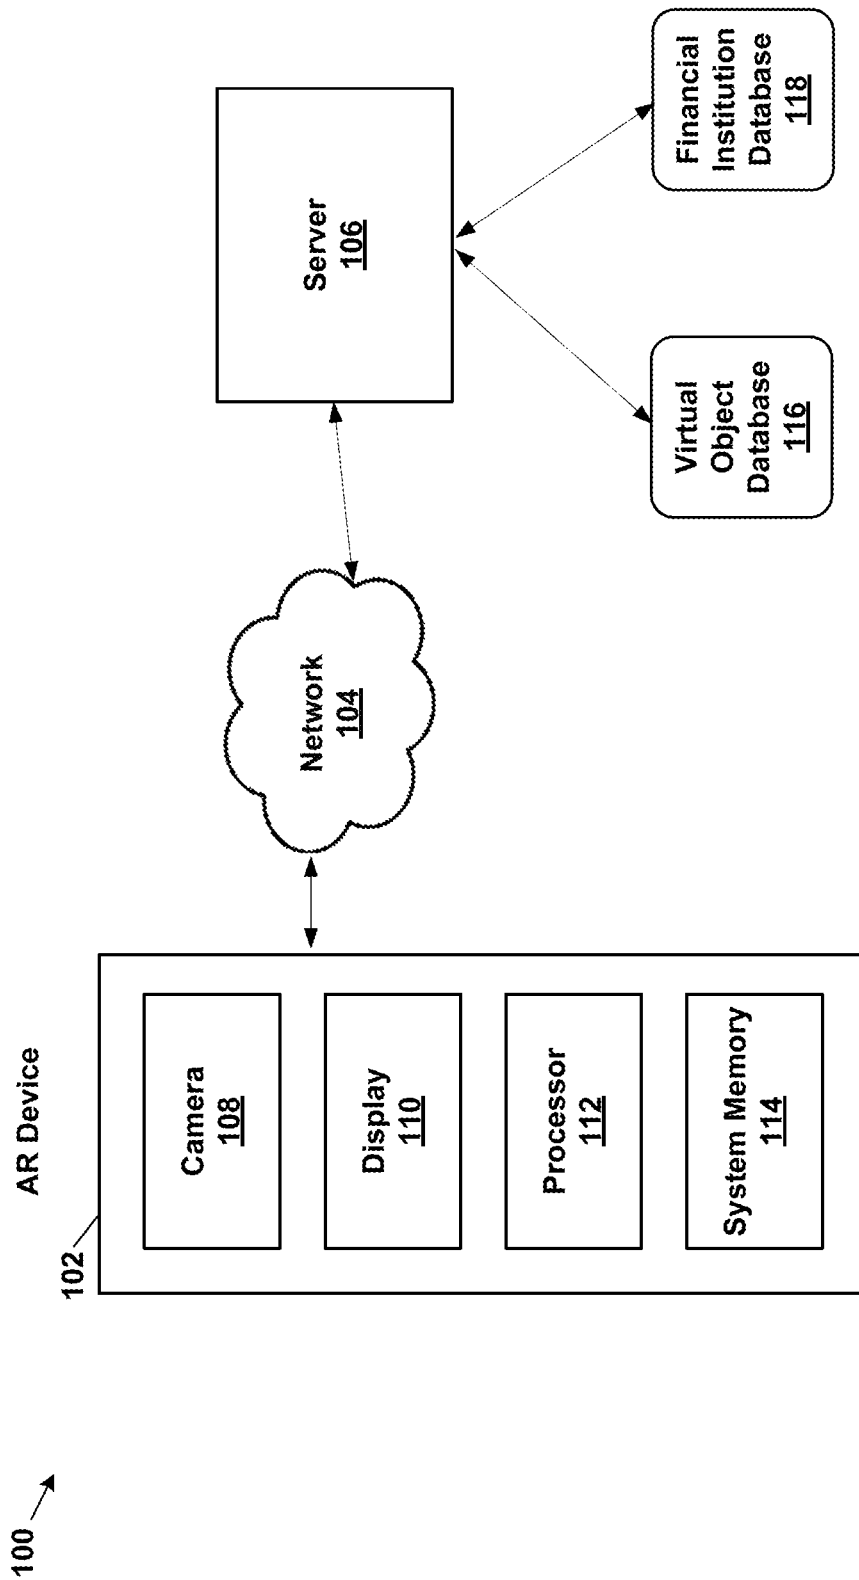 100
AR Device
102
Camera
108
Display
110
Processor
112
System Memory
114
Network
104
Server
106
Virtual
Object
Database
116
Financial
Institution
Database
118